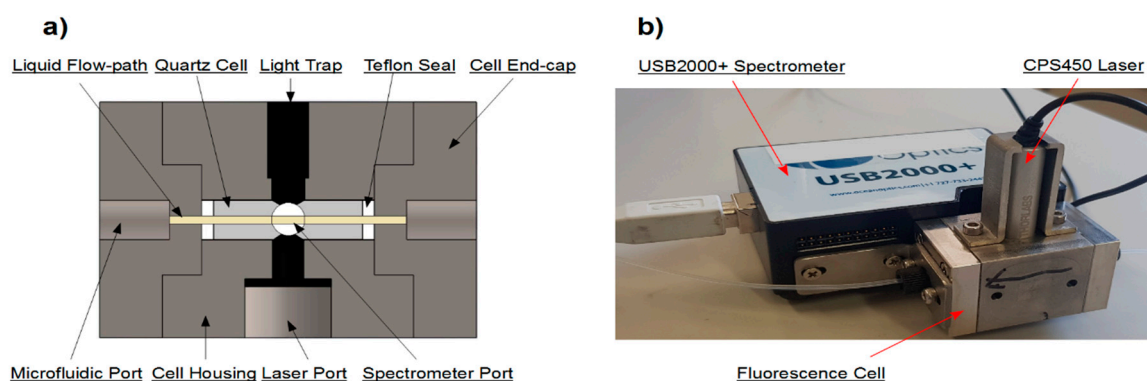 a)
Liquid Flow-path Quartz Cell Light Trap Teflon Seal Cell End-cap
Microfluidic Port Cell Housing Laser Port Spectrometer Port
b)
USB2000+ Spectrometer CPS450 Laser
Optics
USB2000+
Fluorescence Cell